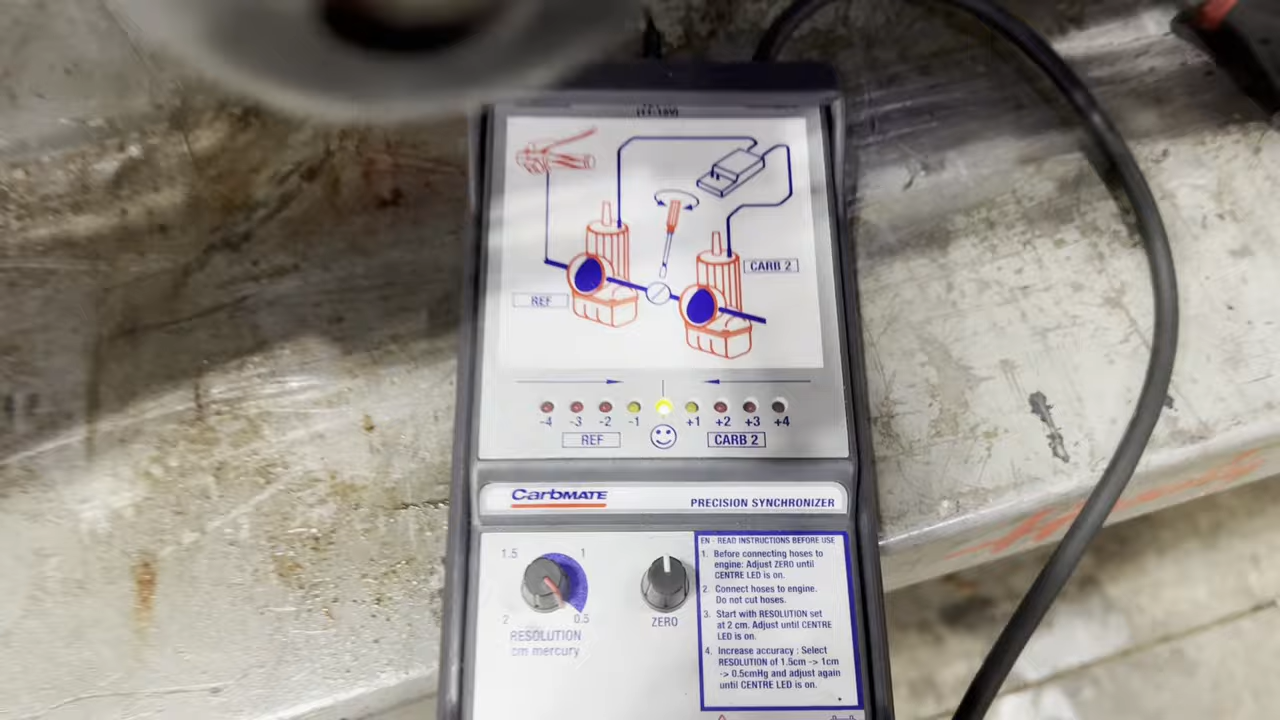 CARB 2
REF
-4 -3 -2 -1 +1 +2 +3 +4
REF CARB 2
CarbMATE PRECISION SYNCHRONIZER
1.5 1
2 0.5
RESOLUTION
cm mercury
ZERO
EN - READ INSTRUCTIONS BEFORE USE
1. Before connecting hoses to
engine: Adjust ZERO until
CENTRE LED is on.
2. Connect hoses to engine.
Do not cut hoses.
3. Start with RESOLUTION set
at 2 cm. Adjust until CENTRE
LED is on.
4. Increase accuracy : Select
RESOLUTION of 1.5cm -> 1cm
-> 0.5cmHg and adjust again
until CENTRE LED is on.